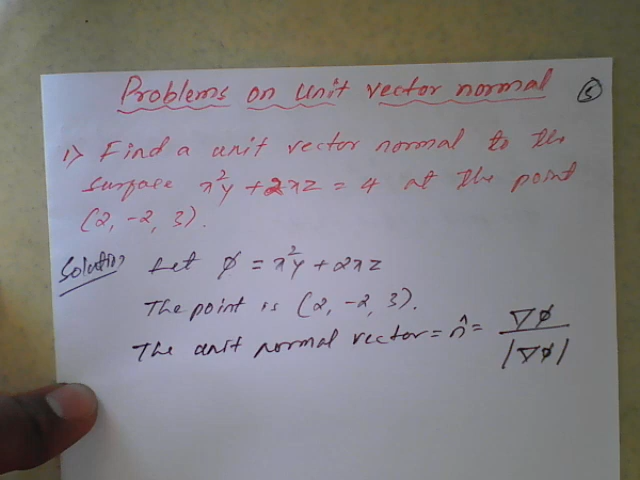 Problems on unit vector normal (5)
1) Find a unit vector normal to the
surface x²y + 2xz = 4 at the point
(2, -2, 3).
Solution Let ø = x²y + 2xz
The point is (2, -2, 3).
The unit normal vector = n̂ = ∇ø / |∇ø|